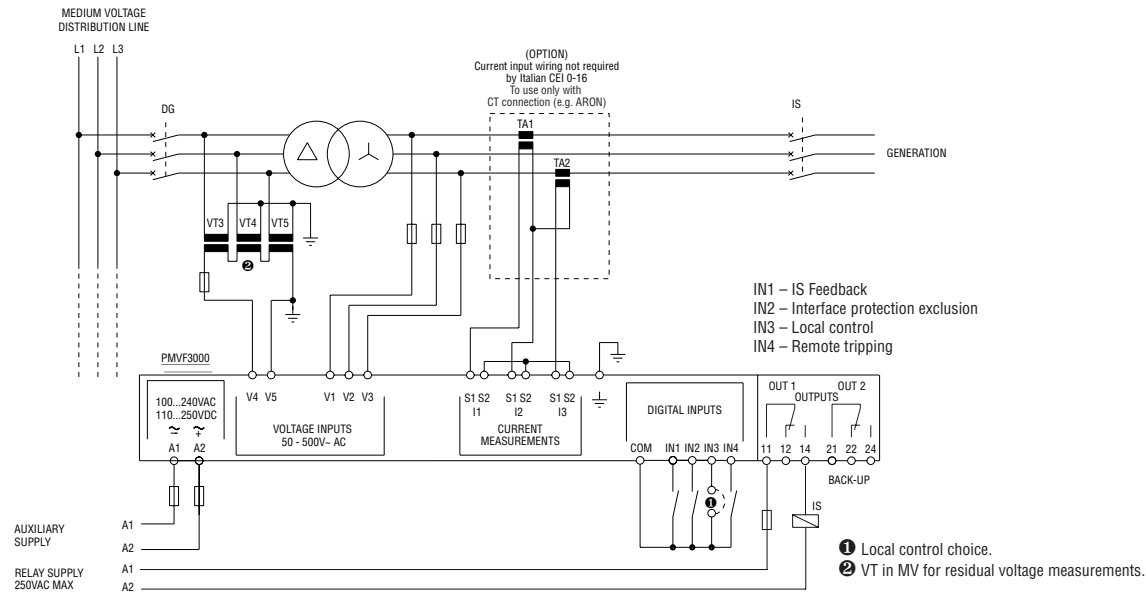 MEDIUM VOLTAGE
DISTRIBUTION LINE
L1 L2 L3
(OPTION)
Current input wiring not required
by Italian CEI 0-16
To use only with
CT connection (e.g. ARON)
DG
IS
TA1
TA2
GENERATION
VT3 VT4 VT5
❷
IN1 – IS Feedback
IN2 – Interface protection exclusion
IN3 – Local control
IN4 – Remote tripping
PMVF3000
100...240VAC
110...250VDC
~ ~
– +
A1 A2
V4 V5 V1 V2 V3
VOLTAGE INPUTS
50 - 500V~ AC
S1 S2 S1 S2 S1 S2
I1 I2 I3
CURRENT
MEASUREMENTS
DIGITAL INPUTS
COM IN1 IN2 IN3 IN4
OUT 1 OUT 2
OUTPUTS
11 12 14 21 22 24
BACK-UP
❶
IS
AUXILIARY
SUPPLY
A1
A2
RELAY SUPPLY
250VAC MAX
A1
A2
❶ Local control choice.
❷ VT in MV for residual voltage measurements.